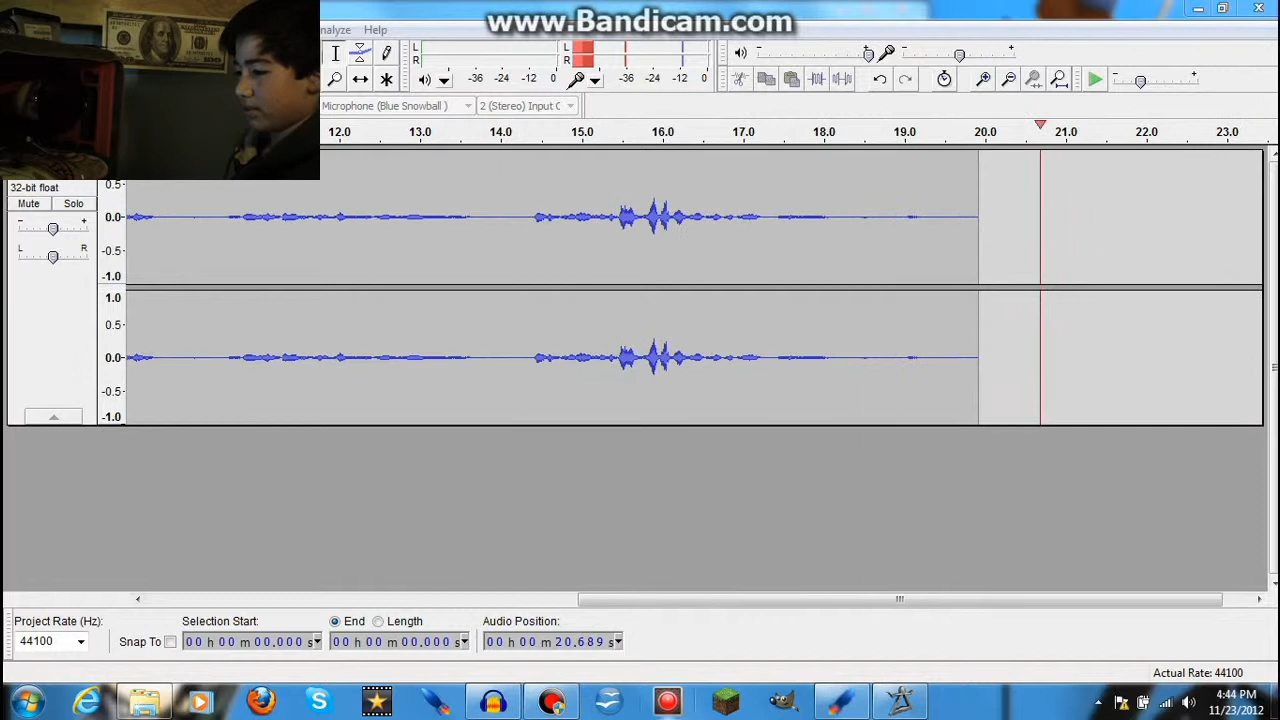 www.Bandicam.com
nalyze Help
L
R
-36 -24 -12 0
L
R
-36 -24 -12 0
Microphone (Blue Snowball) 2 (Stereo) Input C
12.0 13.0 14.0 15.0 16.0 17.0 18.0 19.0 20.0 21.0 22.0 23.0
32-bit float
Mute Solo
- +
L R
0.5
0.0
-0.5
-1.0
1.0
0.5
0.0
-0.5
-1.0
Project Rate (Hz): Selection Start: End Length Audio Position:
44100 Snap To 00 h 00 m 00.000 s 00 h 00 m 00.000 s 00 h 00 m 20.689 s
Actual Rate: 44100
4:44 PM
11/23/2012